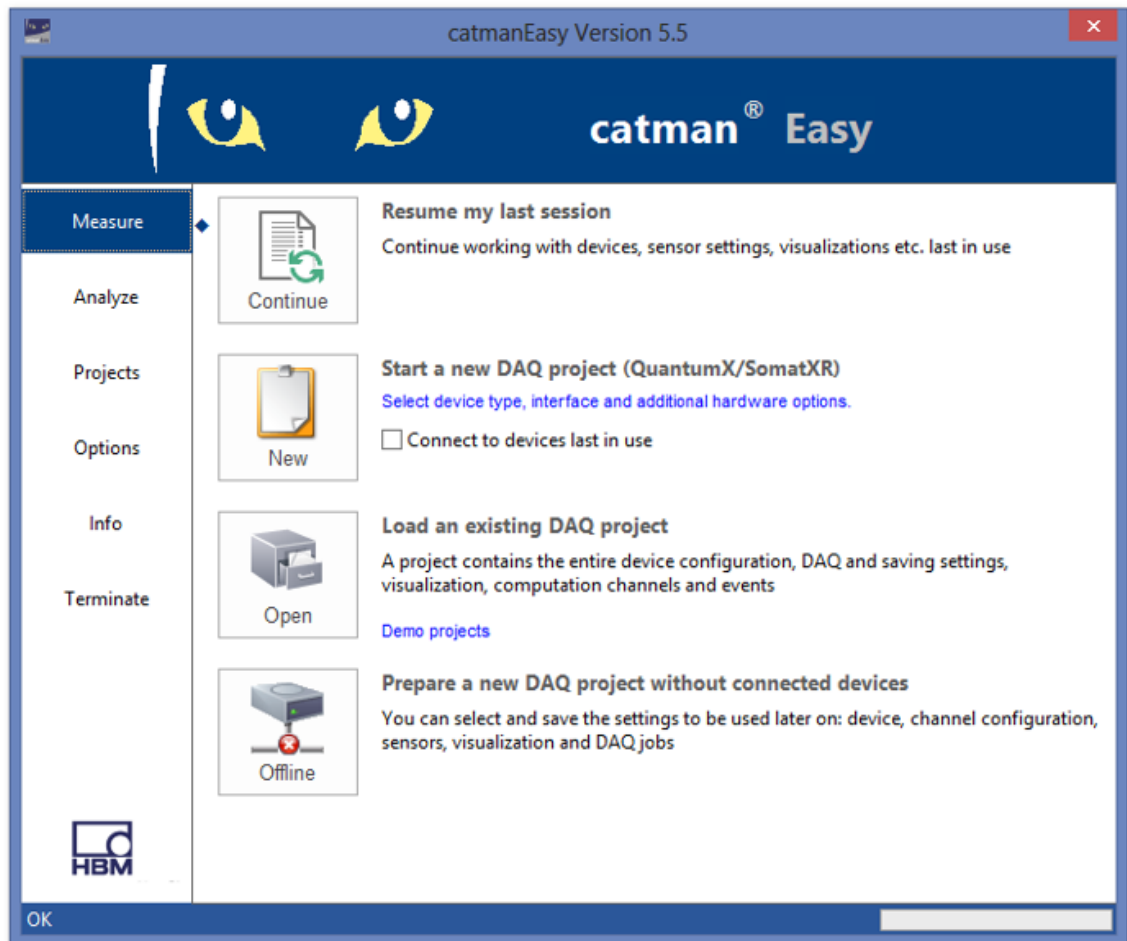 catmanEasy Version 5.5
catman® Easy
Measure
Analyze
Projects
Options
Info
Terminate
HBM
Continue
Resume my last session
Continue working with devices, sensor settings, visualizations etc. last in use
New
Start a new DAQ project (QuantumX/SomatXR)
Select device type, interface and additional hardware options.
Connect to devices last in use
Open
Load an existing DAQ project
A project contains the entire device configuration, DAQ and saving settings,
visualization, computation channels and events
Demo projects
Offline
Prepare a new DAQ project without connected devices
You can select and save the settings to be used later on: device, channel configuration,
sensors, visualization and DAQ jobs
OK